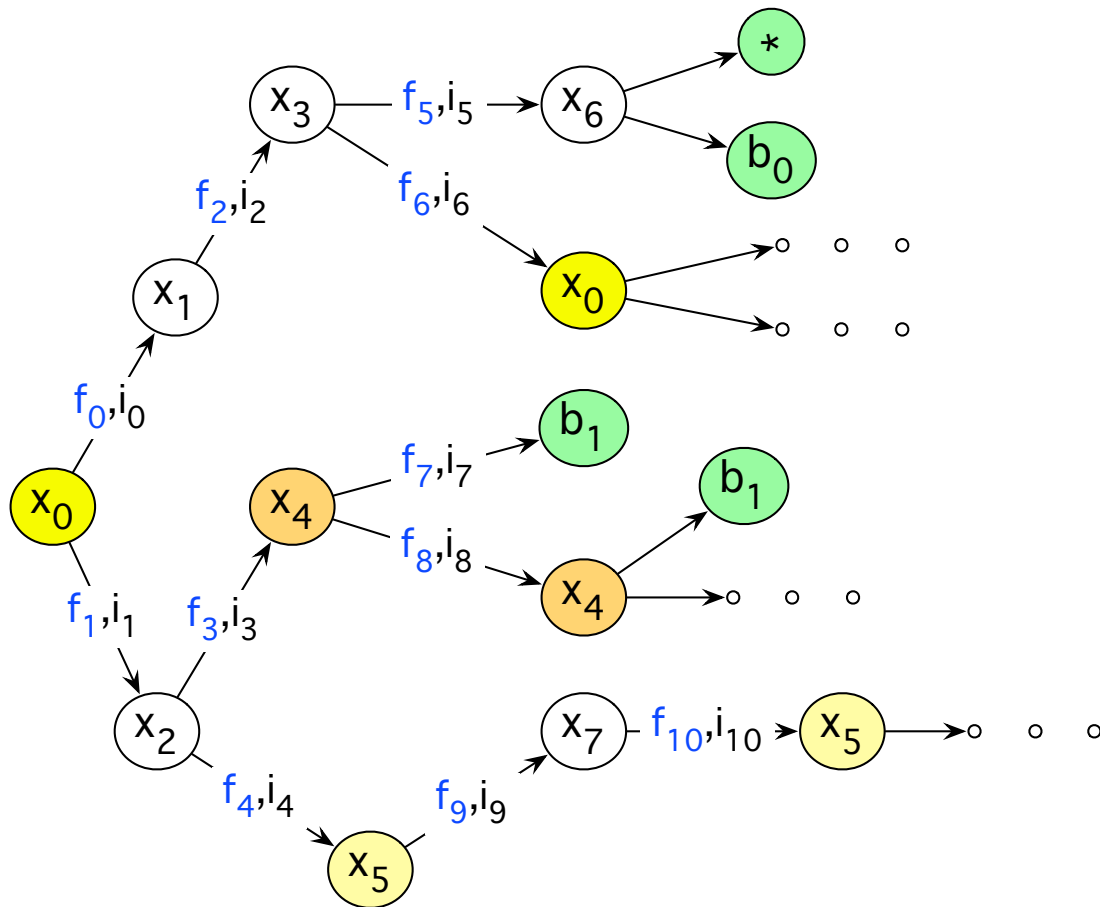 *
x3
f5,i5
x6
b0
f2,i2
f6,i6
x1
x0
f0,i0
b1
f7,i7
x0
x4
b1
f8,i8
x4
f1,i1
f3,i3
x2
x7
f10,i10
x5
f4,i4
f9,i9
x5